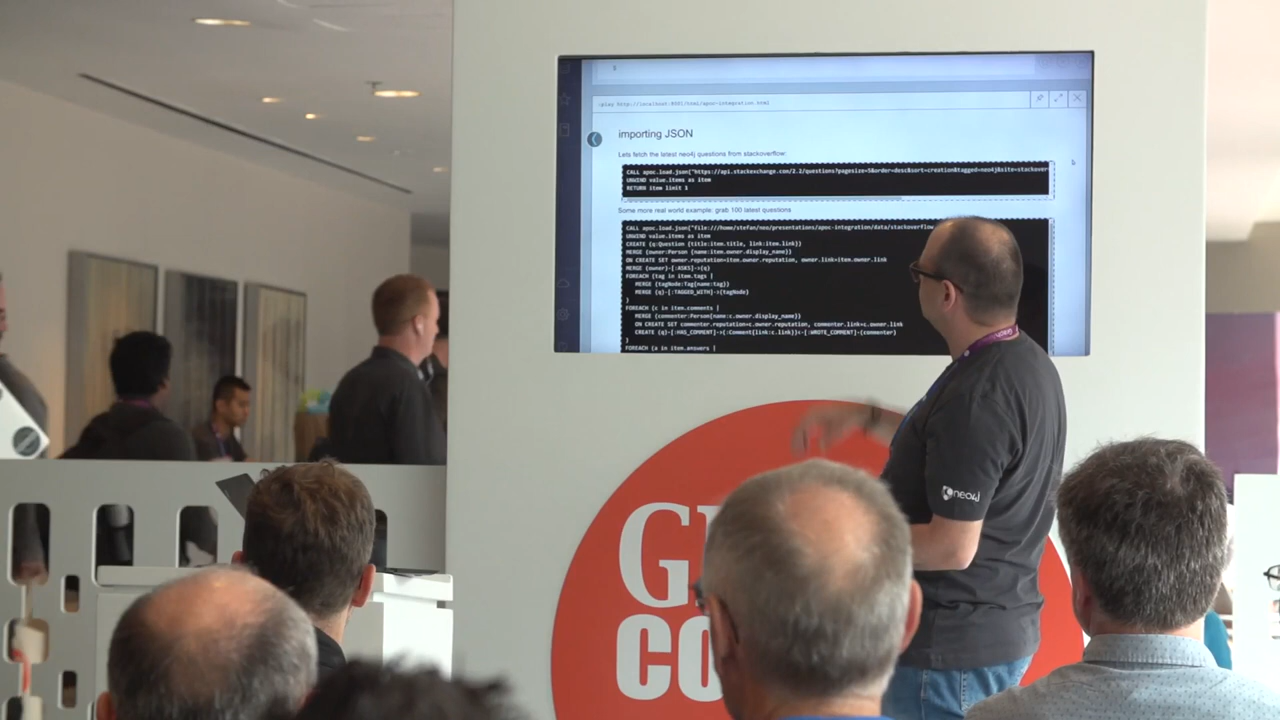 :play http://localhost:8001/html/apoc-integration.html
importing JSON
Lets fetch the latest neo4j questions from stackoverflow:
CALL apoc.load.json("https://api.stackexchange.com/2.2/questions?pagesize=5&order=desc&sort=creation&tagged=neo4j&site=stackover
UNWIND value.items as item
RETURN item limit 1
Some more real world example: grab 100 latest questions
CALL apoc.load.json("file:///home/stefan/neo/presentations/apoc-integration/data/stackoverflow
UNWIND value.items as item
CREATE (q:Question {title:item.title, link:item.link})
MERGE (owner:Person {name:item.owner.display_name})
ON CREATE SET owner.reputation=item.owner.reputation, owner.link=item.owner.link
MERGE (owner)-[:ASKS]->(q)
FOREACH (tag in item.tags |
MERGE (tagNode:Tag{name:tag})
MERGE (q)-[:TAGGED_WITH]->(tagNode)
)
FOREACH (c in item.comments |
MERGE (commenter:Person{name:c.owner.display_name})
ON CREATE SET commenter.reputation=c.owner.reputation, commenter.link=c.owner.link
CREATE (q)-[:HAS_COMMENT]->(:Comment{link:c.link})<-[:WROTE_COMMENT]-(commenter)
)
FOREACH (a in item.answers |
neo4j
G
CO